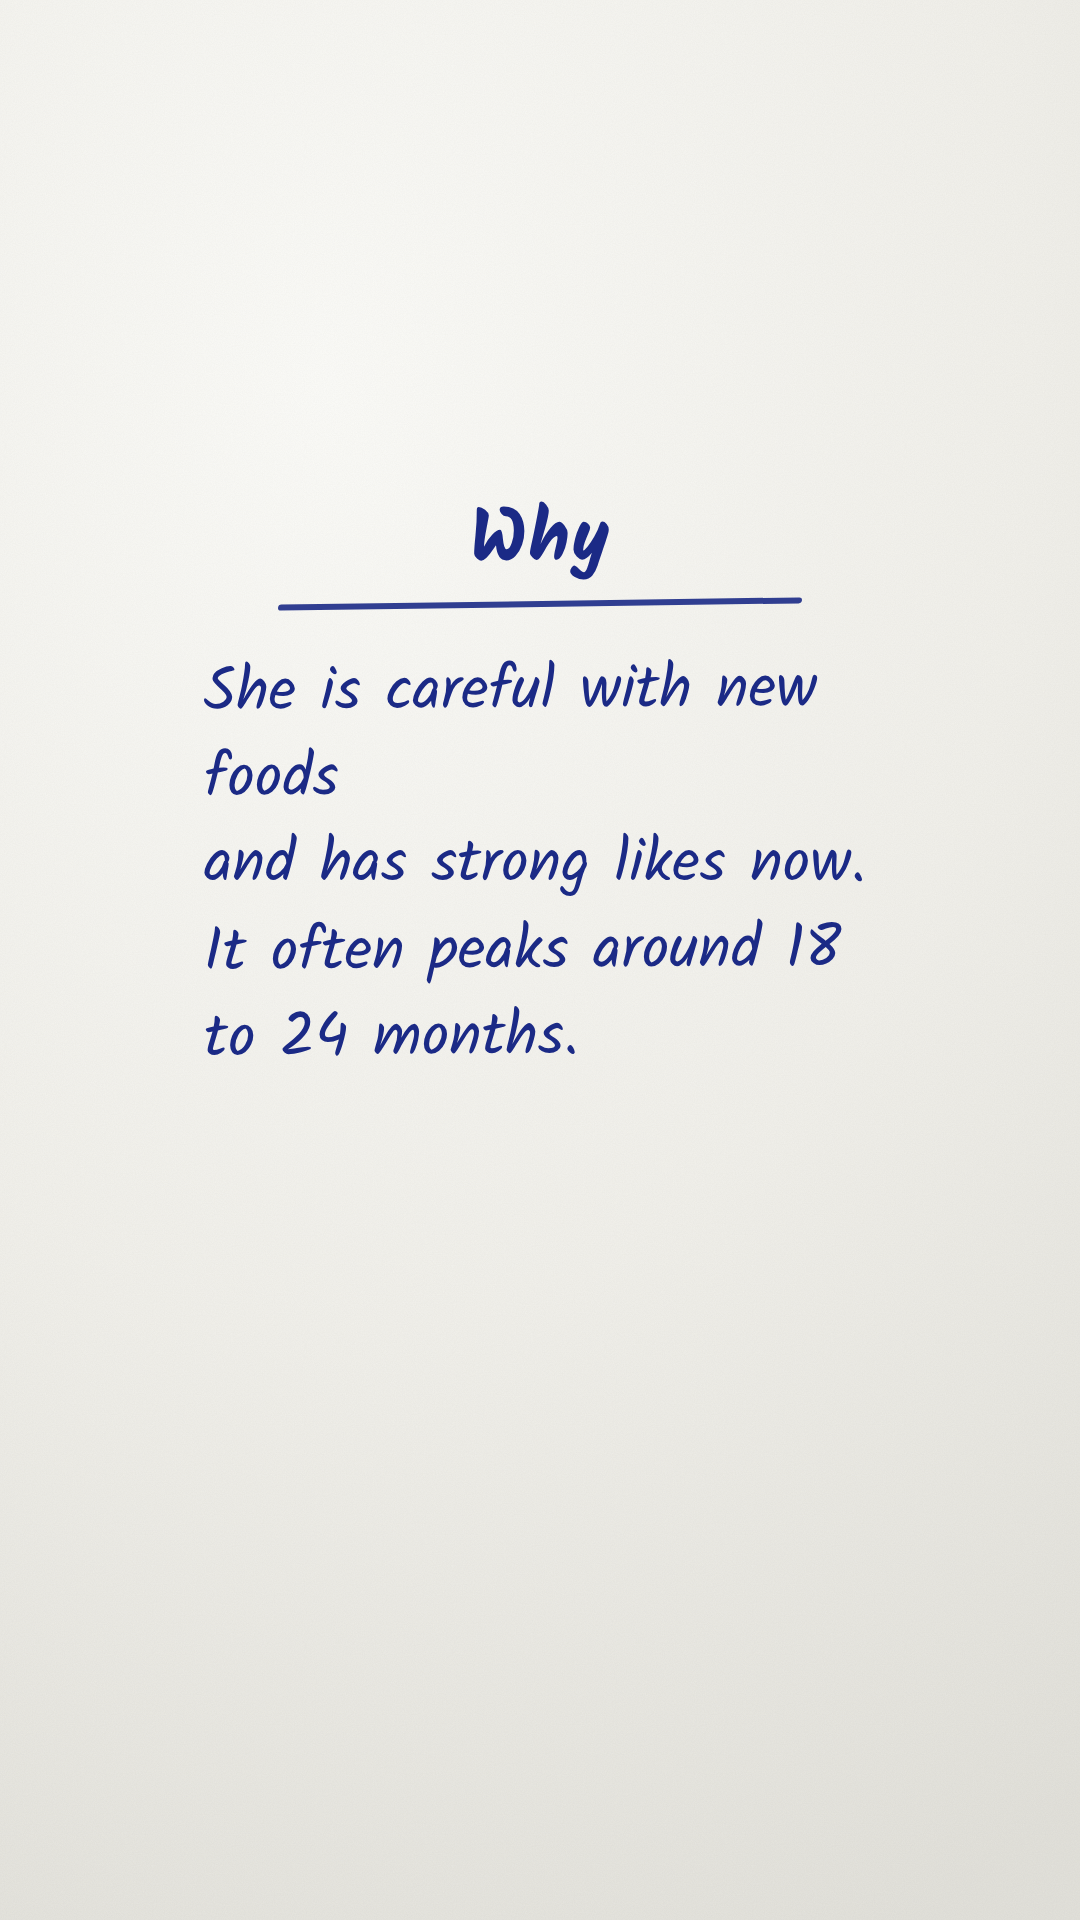 Why
She is careful with new
foods
and has strong likes now.
It often peaks around 18
to 24 months.